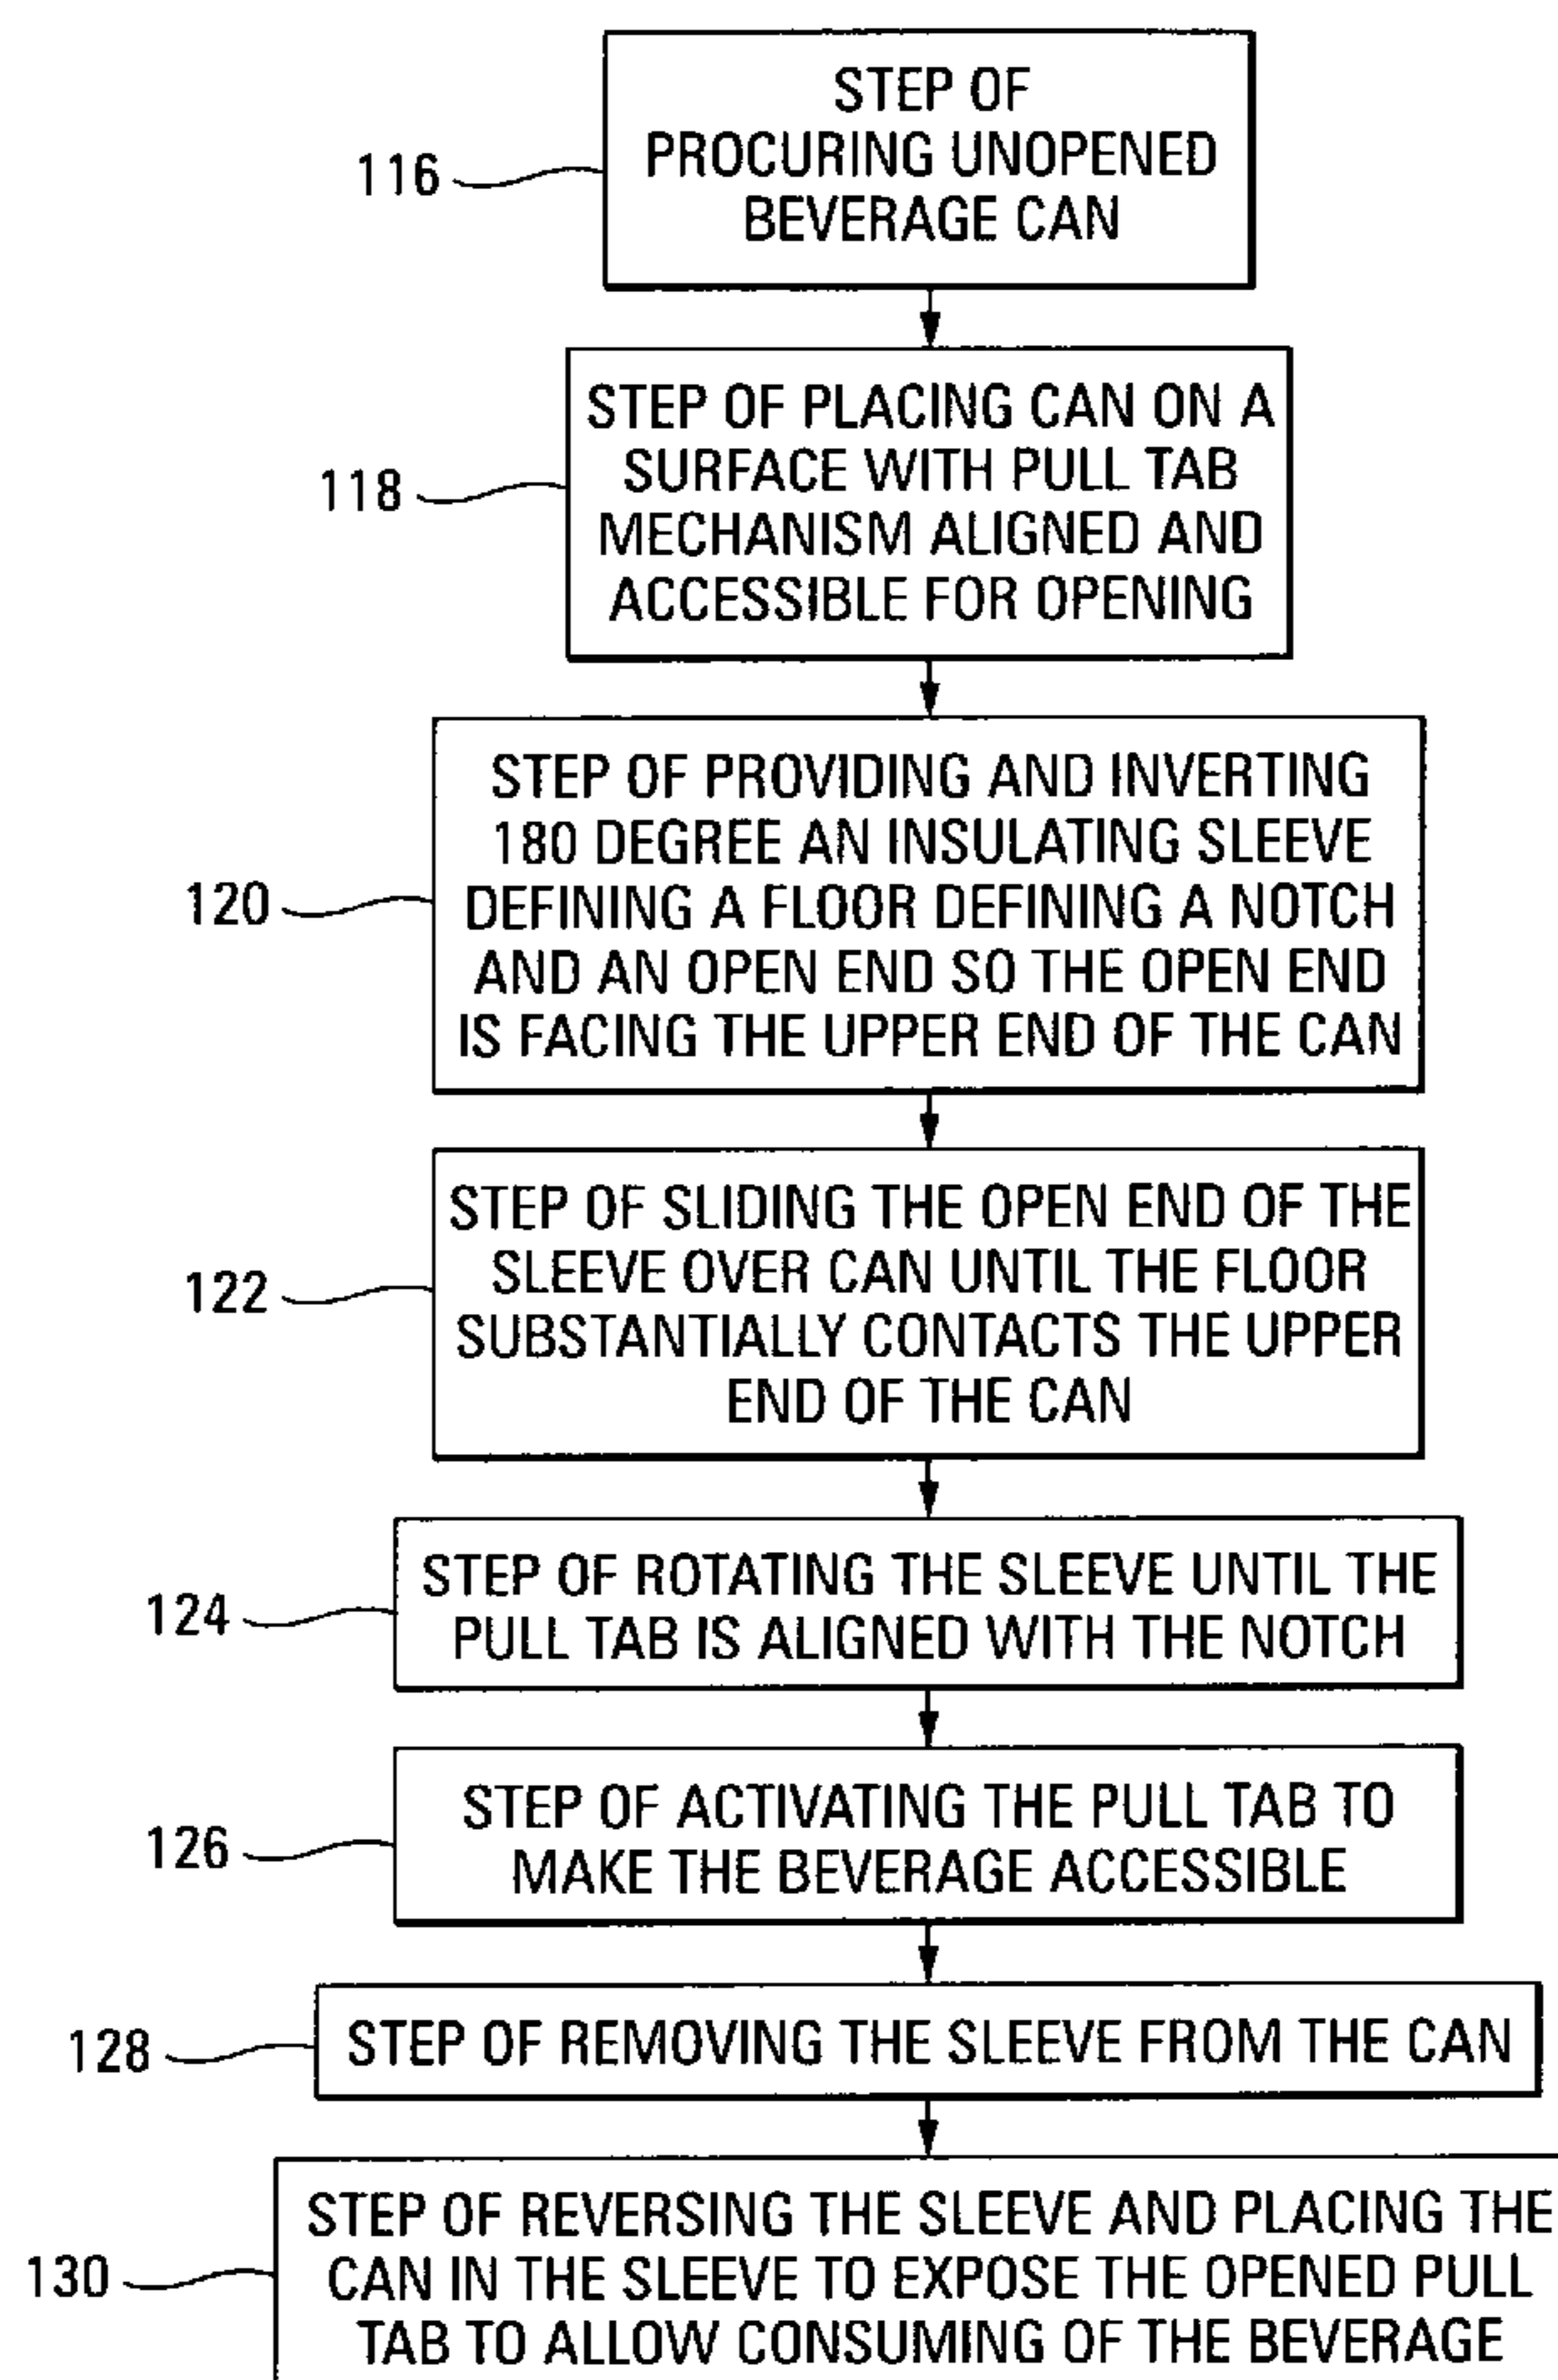 STEP OF
PROCURING UNOPENED
BEVERAGE CAN
116
STEP OF PLACING CAN ON A
SURFACE WITH PULL TAB
MECHANISM ALIGNED AND
ACCESSIBLE FOR OPENING
118
STEP OF PROVIDING AND INVERTING
180 DEGREE AN INSULATING SLEEVE
DEFINING A FLOOR DEFINING A NOTCH
AND AN OPEN END SO THE OPEN END
IS FACING THE UPPER END OF THE CAN
120
STEP OF SLIDING THE OPEN END OF THE
SLEEVE OVER CAN UNTIL THE FLOOR
SUBSTANTIALLY CONTACTS THE UPPER
END OF THE CAN
122
STEP OF ROTATING THE SLEEVE UNTIL THE
PULL TAB IS ALIGNED WITH THE NOTCH
124
STEP OF ACTIVATING THE PULL TAB TO
MAKE THE BEVERAGE ACCESSIBLE
126
STEP OF REMOVING THE SLEEVE FROM THE CAN
128
STEP OF REVERSING THE SLEEVE AND PLACING THE
CAN IN THE SLEEVE TO EXPOSE THE OPENED PULL
TAB TO ALLOW CONSUMING OF THE BEVERAGE
130